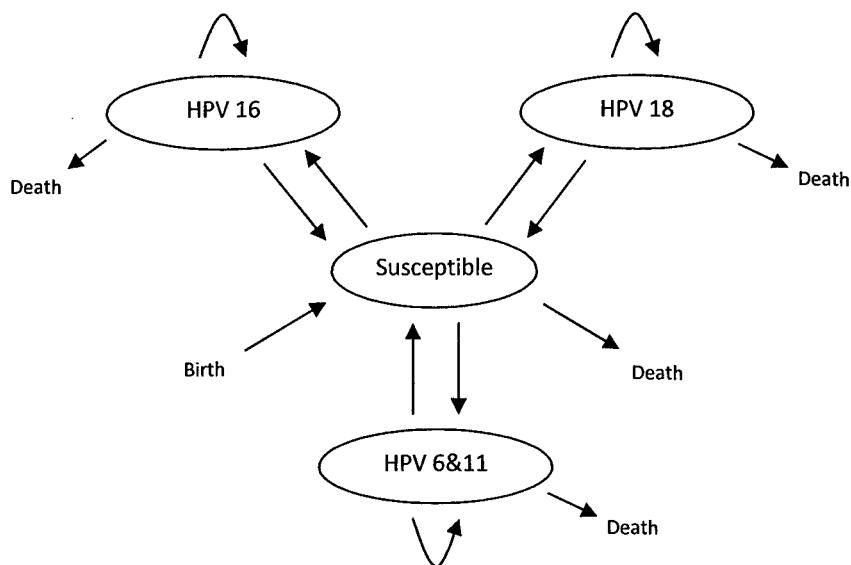 HPV 16
HPV 18
Death
Death
Susceptible
Birth
Death
HPV 6&11
Death